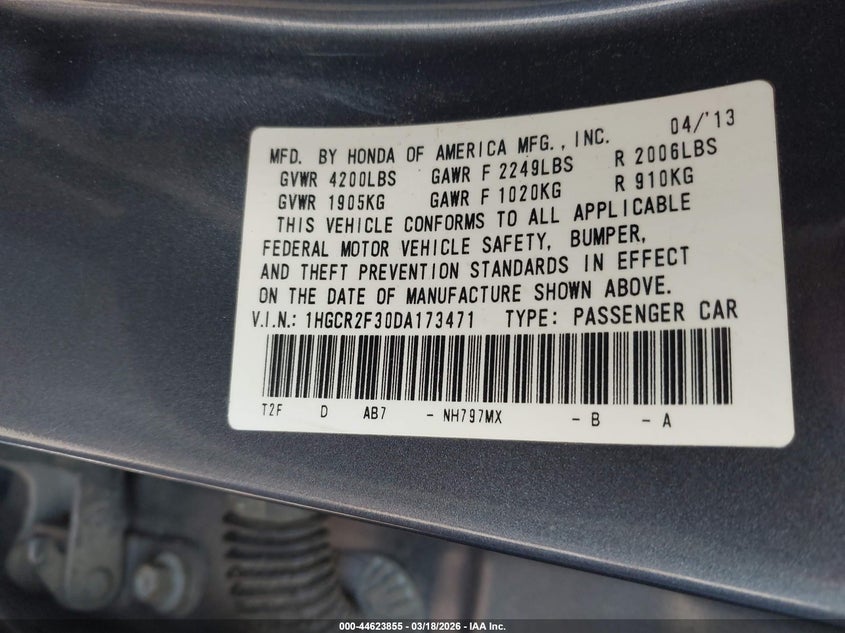 04/'13
MFD. BY HONDA OF AMERICA MFG., INC.
GVWR 4200LBS GAWR F 2249LBS R 2006LBS
GVWR 1905KG GAWR F 1020KG R 910KG
THIS VEHICLE CONFORMS TO ALL APPLICABLE
FEDERAL MOTOR VEHICLE SAFETY, BUMPER,
AND THEFT PREVENTION STANDARDS IN EFFECT
ON THE DATE OF MANUFACTURE SHOWN ABOVE.
V.I.N.: 1HGCR2F30DA173471 TYPE: PASSENGER CAR
T2F D AB7 - NH797MX - B - A
000-44623855 - 03/18/2026 - IAA Inc.